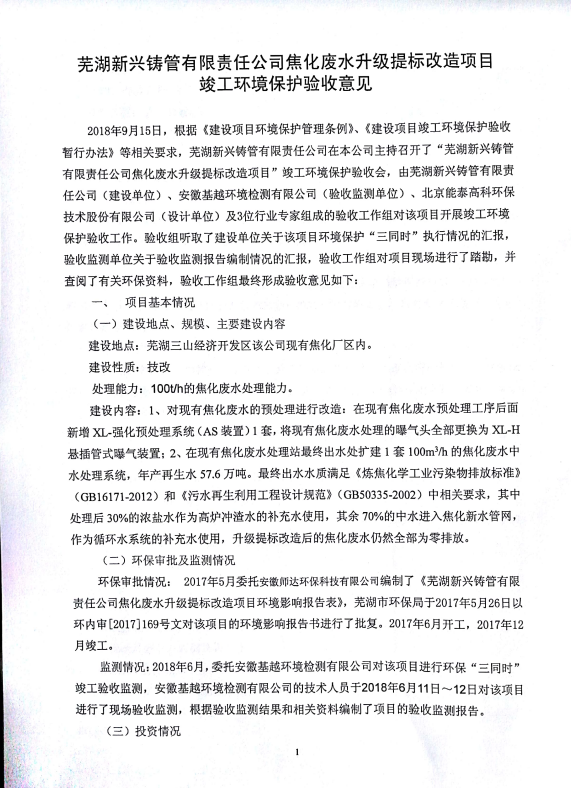 芜湖新兴铸管有限责任公司焦化废水升级提标改造项目
竣工环境保护验收意见
2018年9月15日，根据《建设项目环境保护管理条例》、《建设项目竣工环境保护验收
暂行办法》等相关要求，芜湖新兴铸管有限责任公司在本公司主持召开了“芜湖新兴铸管
有限责任公司焦化废水升级提标改造项目”竣工环境保护验收会，由芜湖新兴铸管有限责
任公司（建设单位）、安徽基越环境检测有限公司（验收监测单位）、北京能泰高科环保
技术股份有限公司（设计单位）及3位行业专家组成的验收工作组对该项目开展竣工环境
保护验收工作。验收组听取了建设单位关于该项目环境保护“三同时”执行情况的汇报，
验收监测单位关于验收监测报告编制情况的汇报，验收工作组对项目现场进行了踏勘，并
查阅了有关环保资料，验收工作组最终形成验收意见如下：
一、 项目基本情况
（一）建设地点、规模、主要建设内容
建设地点：芜湖三山经济开发区该公司现有焦化厂区内。
建设性质：技改
处理能力：100t/h的焦化废水处理能力。
建设内容：1、对现有焦化废水的预处理进行改造：在现有焦化废水预处理工序后面
新增 XL-强化预处理系统（AS 装置）1 套，将现有焦化废水处理的曝气头全部更换为 XL-H
悬插管式曝气装置；2、在现有焦化废水处理站最终出水处扩建 1 套 100m³/h 的焦化废水中
水处理系统，年产再生水 57.6 万吨。最终出水水质满足《炼焦化学工业污染物排放标准》
（GB16171-2012）和《污水再生利用工程设计规范》（GB50335-2002）中相关要求，其中
处理后 30%的浓盐水作为高炉冲渣水的补充水使用，其余 70%的中水进入焦化新水管网，
作为循环水系统的补充水使用，升级提标改造后的焦化废水仍然全部为零排放。
（二）环保审批及监测情况
环保审批情况： 2017年5月委托安徽师达环保科技有限公司编制了《芜湖新兴铸管有限
责任公司焦化废水升级提标改造项目环境影响报告表》，芜湖市环保局于2017年5月26日以
环内审[2017]169号文对该项目的环境影响报告书进行了批复。2017年6月开工，2017年12
月竣工。
监测情况：2018年6月，委托安徽基越环境检测有限公司对该项目进行环保“三同时”
竣工验收监测，安徽基越环境检测有限公司的技术人员于2018年6月11日～12日对该项目
进行了现场验收监测，根据验收监测结果和相关资料编制了项目的验收监测报告。
（三）投资情况
1